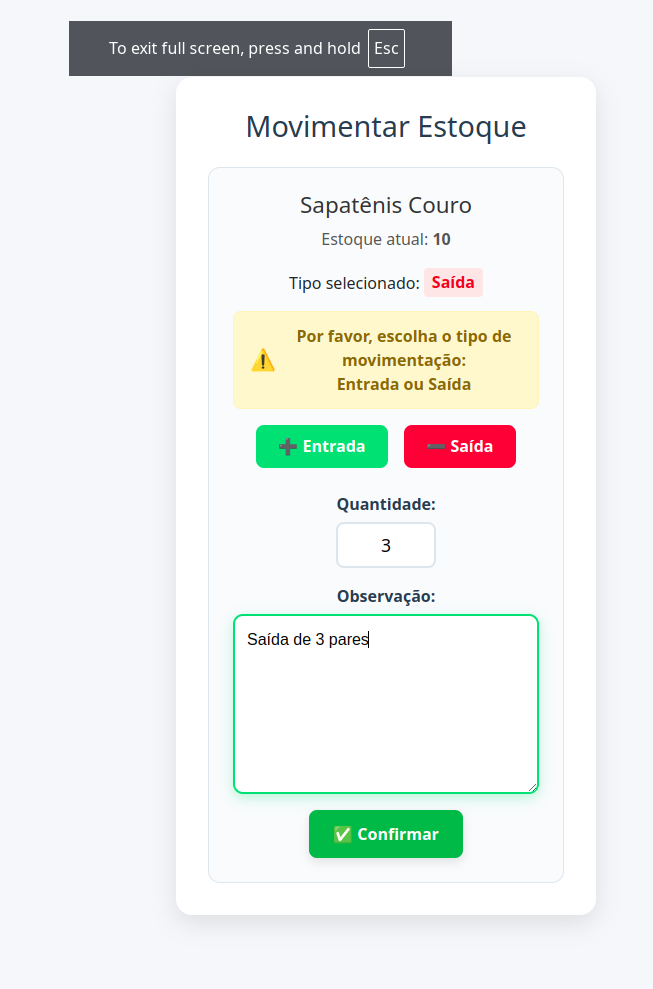 To exit full screen, press and hold Esc
Movimentar Estoque
Sapatênis Couro
Estoque atual: 10
Tipo selecionado: Saída
⚠️ Por favor, escolha o tipo de
movimentação:
Entrada ou Saída
➕ Entrada ➖ Saída
Quantidade:
3
Observação:
Saída de 3 pares
✅ Confirmar